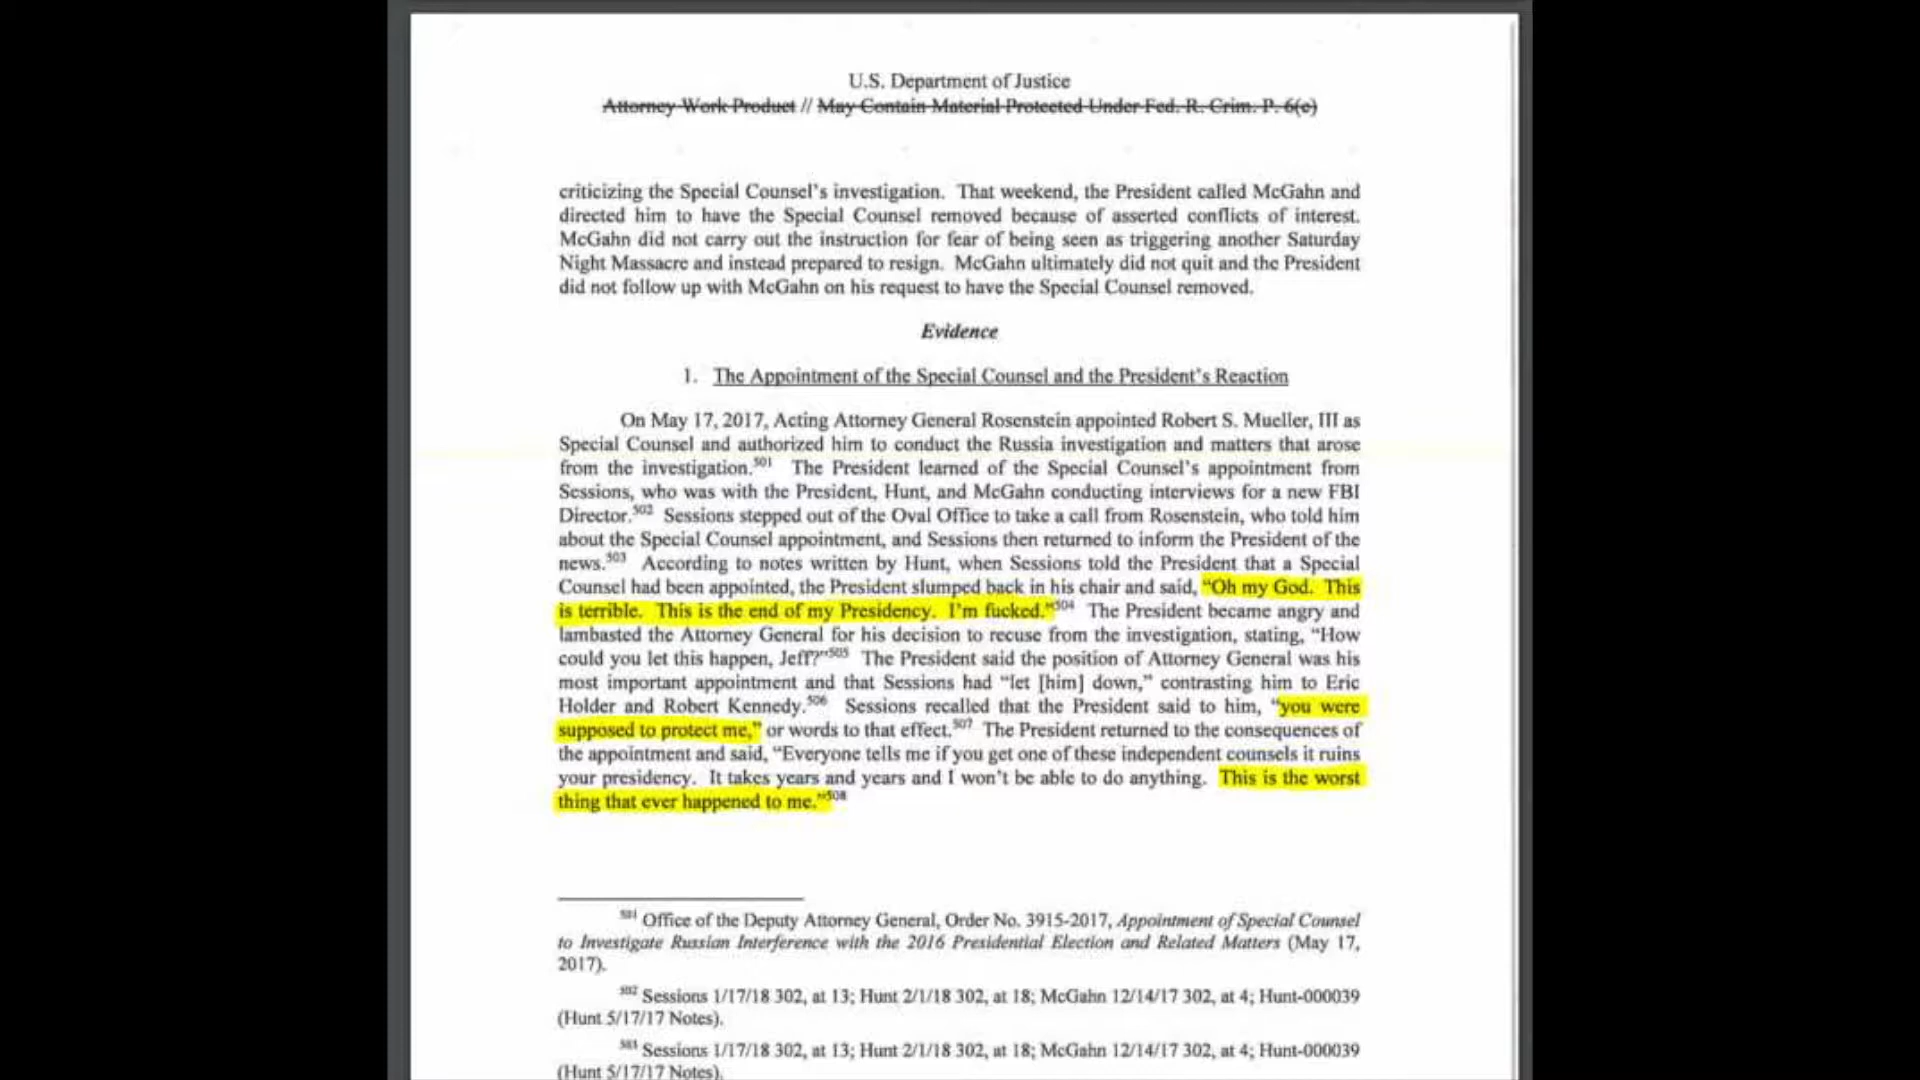 U.S. Department of Justice
Attorney Work Product // May Contain Material Protected Under Fed. R. Crim. P. 6(e)
criticizing the Special Counsel's investigation. That weekend, the President called McGahn and
directed him to have the Special Counsel removed because of asserted conflicts of interest.
McGahn did not carry out the instruction for fear of being seen as triggering another Saturday
Night Massacre and instead prepared to resign. McGahn ultimately did not quit and the President
did not follow up with McGahn on his request to have the Special Counsel removed.
Evidence
1. The Appointment of the Special Counsel and the President's Reaction
On May 17, 2017, Acting Attorney General Rosenstein appointed Robert S. Mueller, III as
Special Counsel and authorized him to conduct the Russia investigation and matters that arose
from the investigation.501 The President learned of the Special Counsel's appointment from
Sessions, who was with the President, Hunt, and McGahn conducting interviews for a new FBI
Director.502 Sessions stepped out of the Oval Office to take a call from Rosenstein, who told him
about the Special Counsel appointment, and Sessions then returned to inform the President of the
news.503 According to notes written by Hunt, when Sessions told the President that a Special
Counsel had been appointed, the President slumped back in his chair and said, “Oh my God. This
is terrible. This is the end of my Presidency. I'm fucked.”504 The President became angry and
lambasted the Attorney General for his decision to recuse from the investigation, stating, “How
could you let this happen, Jeff?”505 The President said the position of Attorney General was his
most important appointment and that Sessions had “let [him] down,” contrasting him to Eric
Holder and Robert Kennedy.506 Sessions recalled that the President said to him, “you were
supposed to protect me,” or words to that effect.507 The President returned to the consequences of
the appointment and said, “Everyone tells me if you get one of these independent counsels it ruins
your presidency. It takes years and years and I won't be able to do anything. This is the worst
thing that ever happened to me.”508
501 Office of the Deputy Attorney General, Order No. 3915-2017, Appointment of Special Counsel
to Investigate Russian Interference with the 2016 Presidential Election and Related Matters (May 17,
2017).
502 Sessions 1/17/18 302, at 13; Hunt 2/1/18 302, at 18; McGahn 12/14/17 302, at 4; Hunt-000039
(Hunt 5/17/17 Notes).
503 Sessions 1/17/18 302, at 13; Hunt 2/1/18 302, at 18; McGahn 12/14/17 302, at 4; Hunt-000039
(Hunt 5/17/17 Notes).